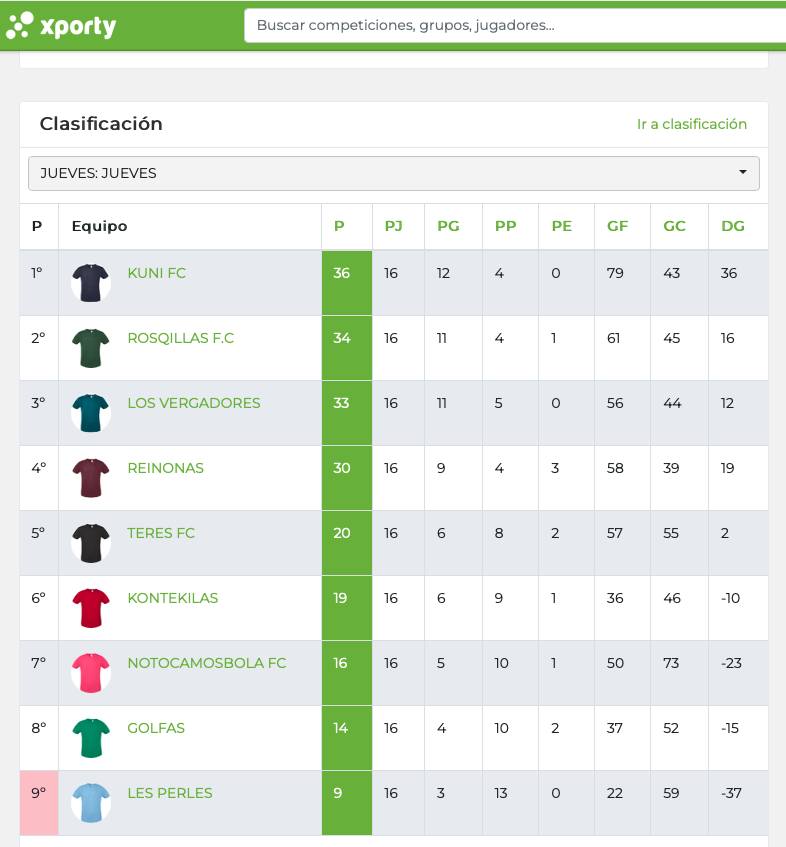 xporty
Buscar competiciones, grupos, jugadores...
Clasificación Ir a clasificación
JUEVES: JUEVES
P Equipo P PJ PG PP PE GF GC DG
1º KUNI FC 36 16 12 4 0 79 43 36
2º ROSQILLAS F.C 34 16 11 4 1 61 45 16
3º LOS VERGADORES 33 16 11 5 0 56 44 12
4º REINONAS 30 16 9 4 3 58 39 19
5º TERES FC 20 16 6 8 2 57 55 2
6º KONTEKILAS 19 16 6 9 1 36 46 -10
7º NOTOCAMOSBOLA FC 16 16 5 10 1 50 73 -23
8º GOLFAS 14 16 4 10 2 37 52 -15
9º LES PERLES 9 16 3 13 0 22 59 -37